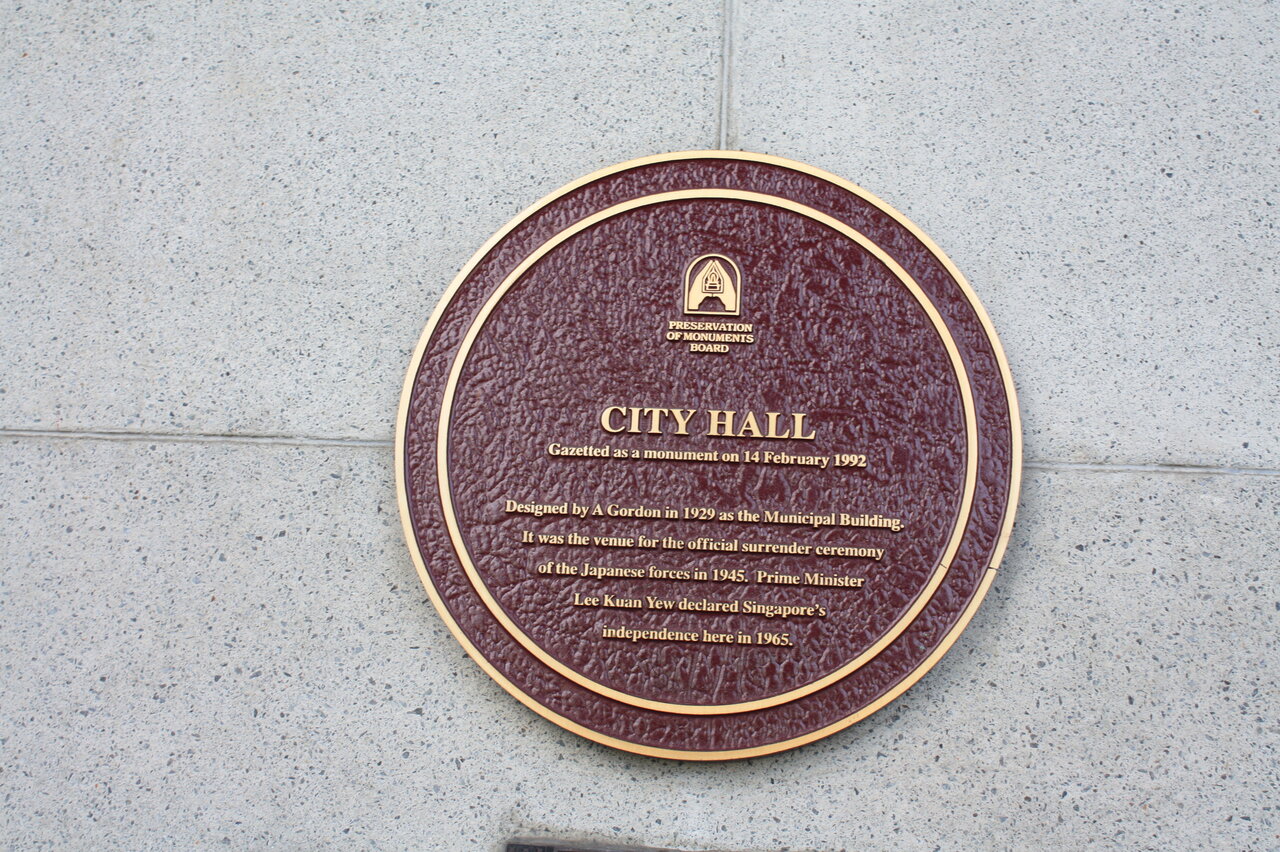 PRESERVATION
OF MONUMENTS
BOARD
CITY HALL
Gazetted as a monument on 14 February 1992
Designed by A Gordon in 1929 as the Municipal Building.
It was the venue for the official surrender ceremony
of the Japanese forces in 1945. Prime Minister
Lee Kuan Yew declared Singapore's
independence here in 1965.